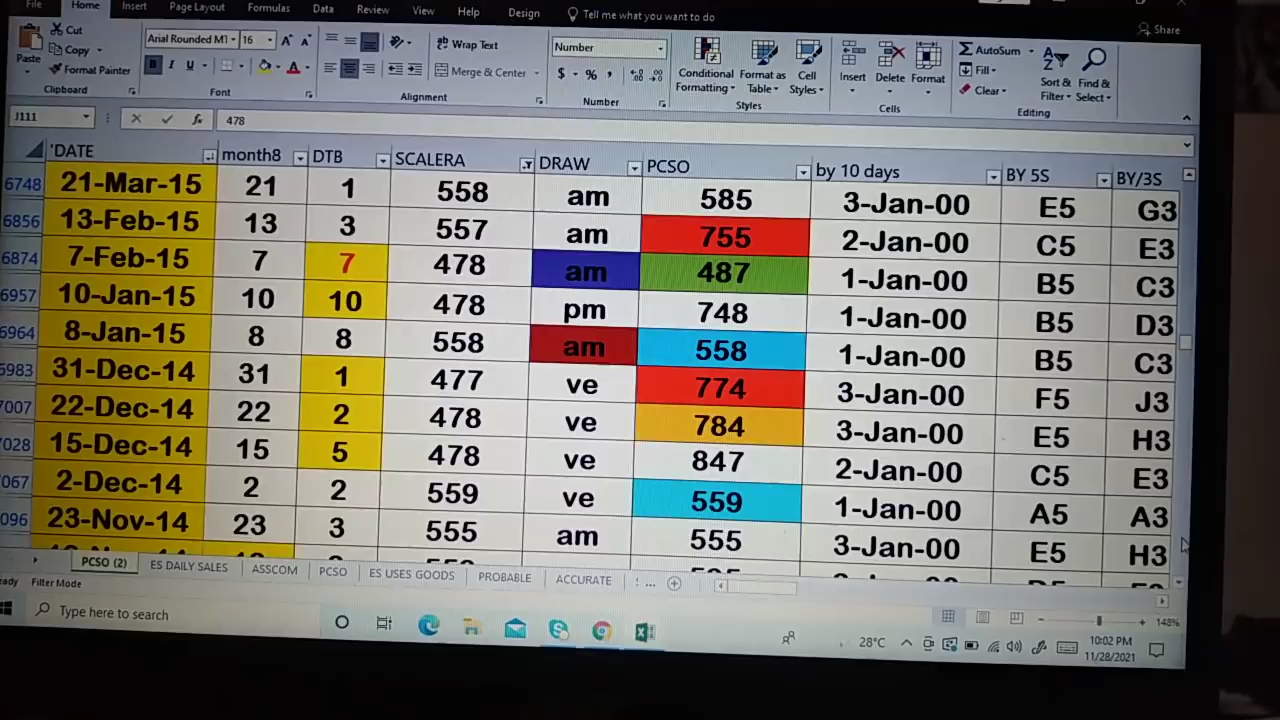 File Home Insert Page Layout Formulas Data Review View Help Design Tell me what you want to do
Share
Paste Cut Copy Format Painter
Clipboard
Arial Rounded MT 16
Font
Wrap Text
Merge & Center
Alignment
Number
$ % ,
Number
Conditional Formatting Format as Table Cell Styles
Styles
Insert Delete Format
Cells
AutoSum Fill Clear Sort & Filter Find & Select
Editing
J111 fx 478
'DATE month8 DTB SCALERA DRAW PCSO by 10 days BY 5S BY/3S
6748 21-Mar-15 21 1 558 am 585 3-Jan-00 E5 G3
6856 13-Feb-15 13 3 557 am 755 2-Jan-00 C5 E3
6874 7-Feb-15 7 7 478 am 487 1-Jan-00 B5 C3
6957 10-Jan-15 10 10 478 pm 748 1-Jan-00 B5 D3
6964 8-Jan-15 8 8 558 am 558 1-Jan-00 B5 C3
6983 31-Dec-14 31 1 477 ve 774 3-Jan-00 F5 J3
7007 22-Dec-14 22 2 478 ve 784 3-Jan-00 E5 H3
7028 15-Dec-14 15 5 478 ve 847 2-Jan-00 C5 E3
7067 2-Dec-14 2 2 559 ve 559 1-Jan-00 A5 A3
7096 23-Nov-14 23 3 555 am 555 3-Jan-00 E5 H3
PCSO (2) ES DAILY SALES ASSCOM PCSO ES USES GOODS PROBABLE ACCURATE
Filter Mode 148%
Type here to search 28°C 10:02 PM
11/28/2021